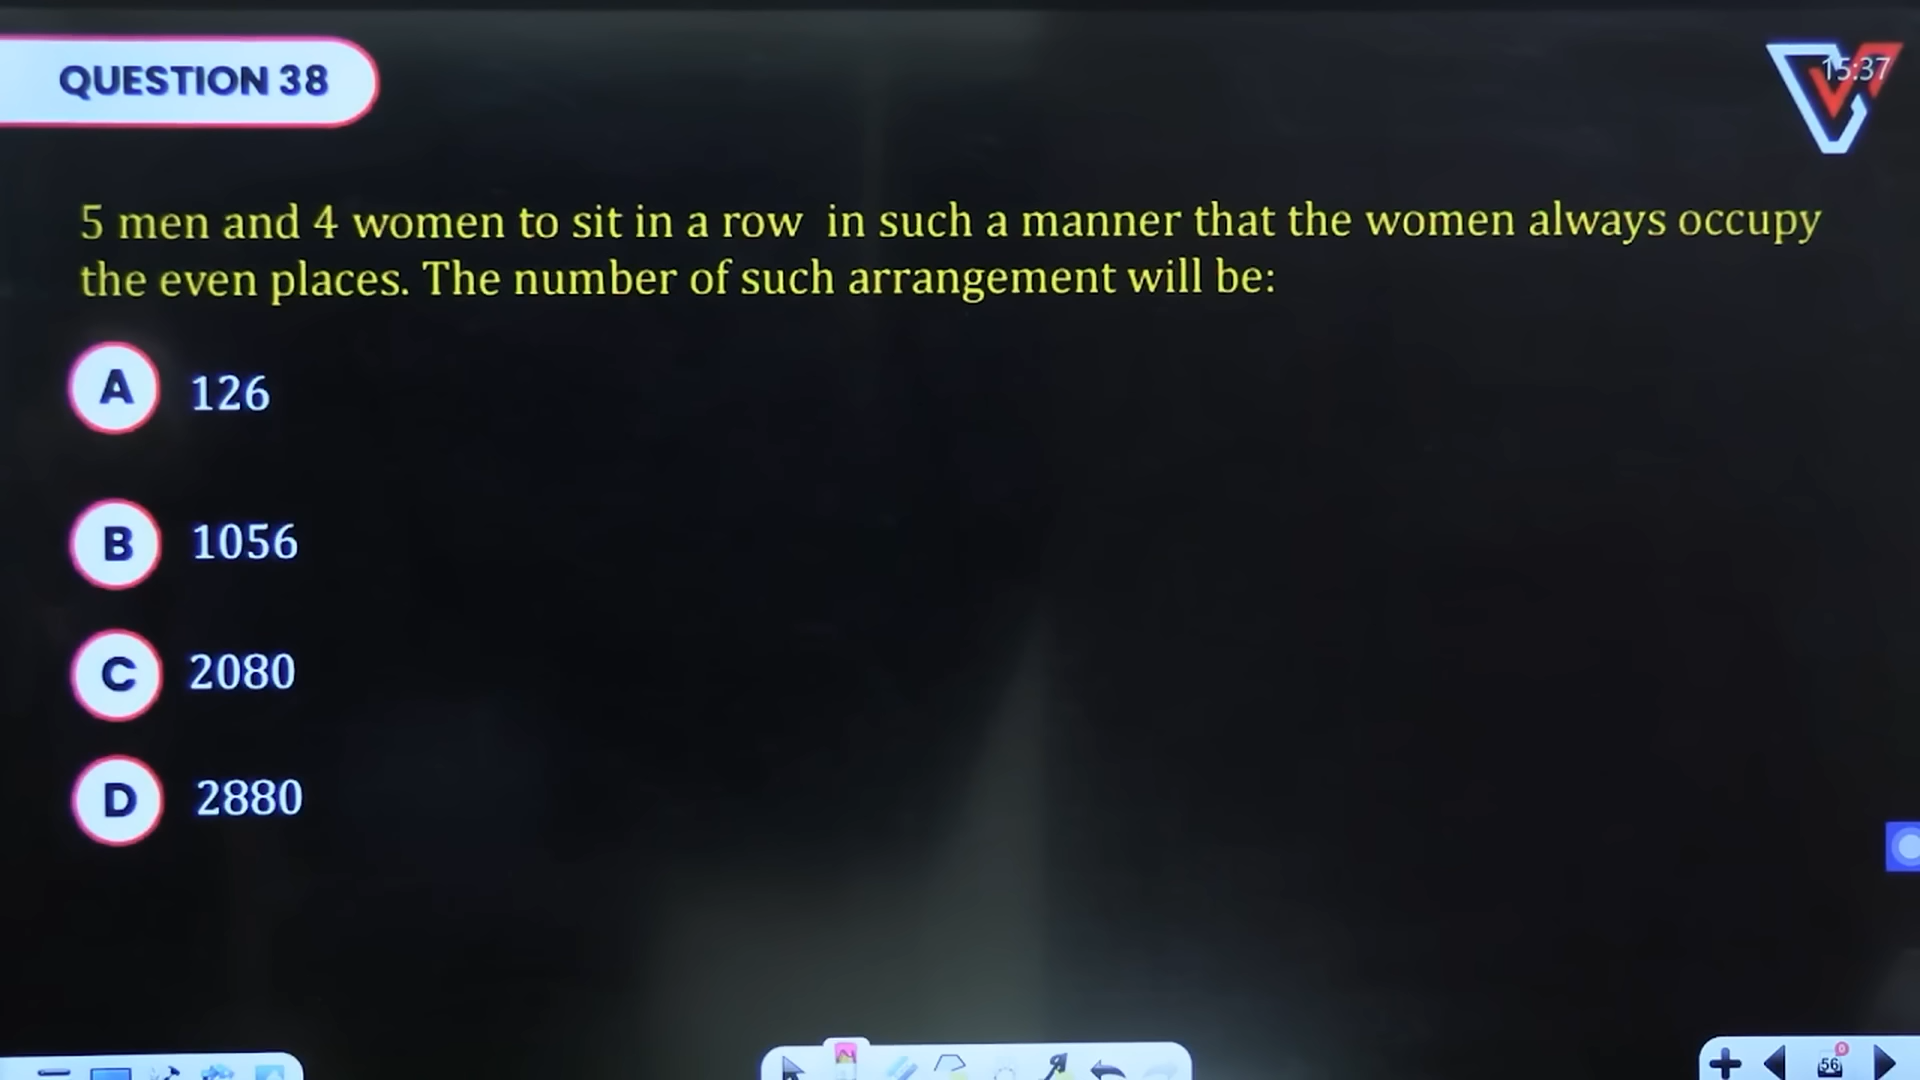 QUESTION 38
15:37
5 men and 4 women to sit in a row in such a manner that the women always occupy
the even places. The number of such arrangement will be:
A 126
B 1056
C 2080
D 2880
56
0